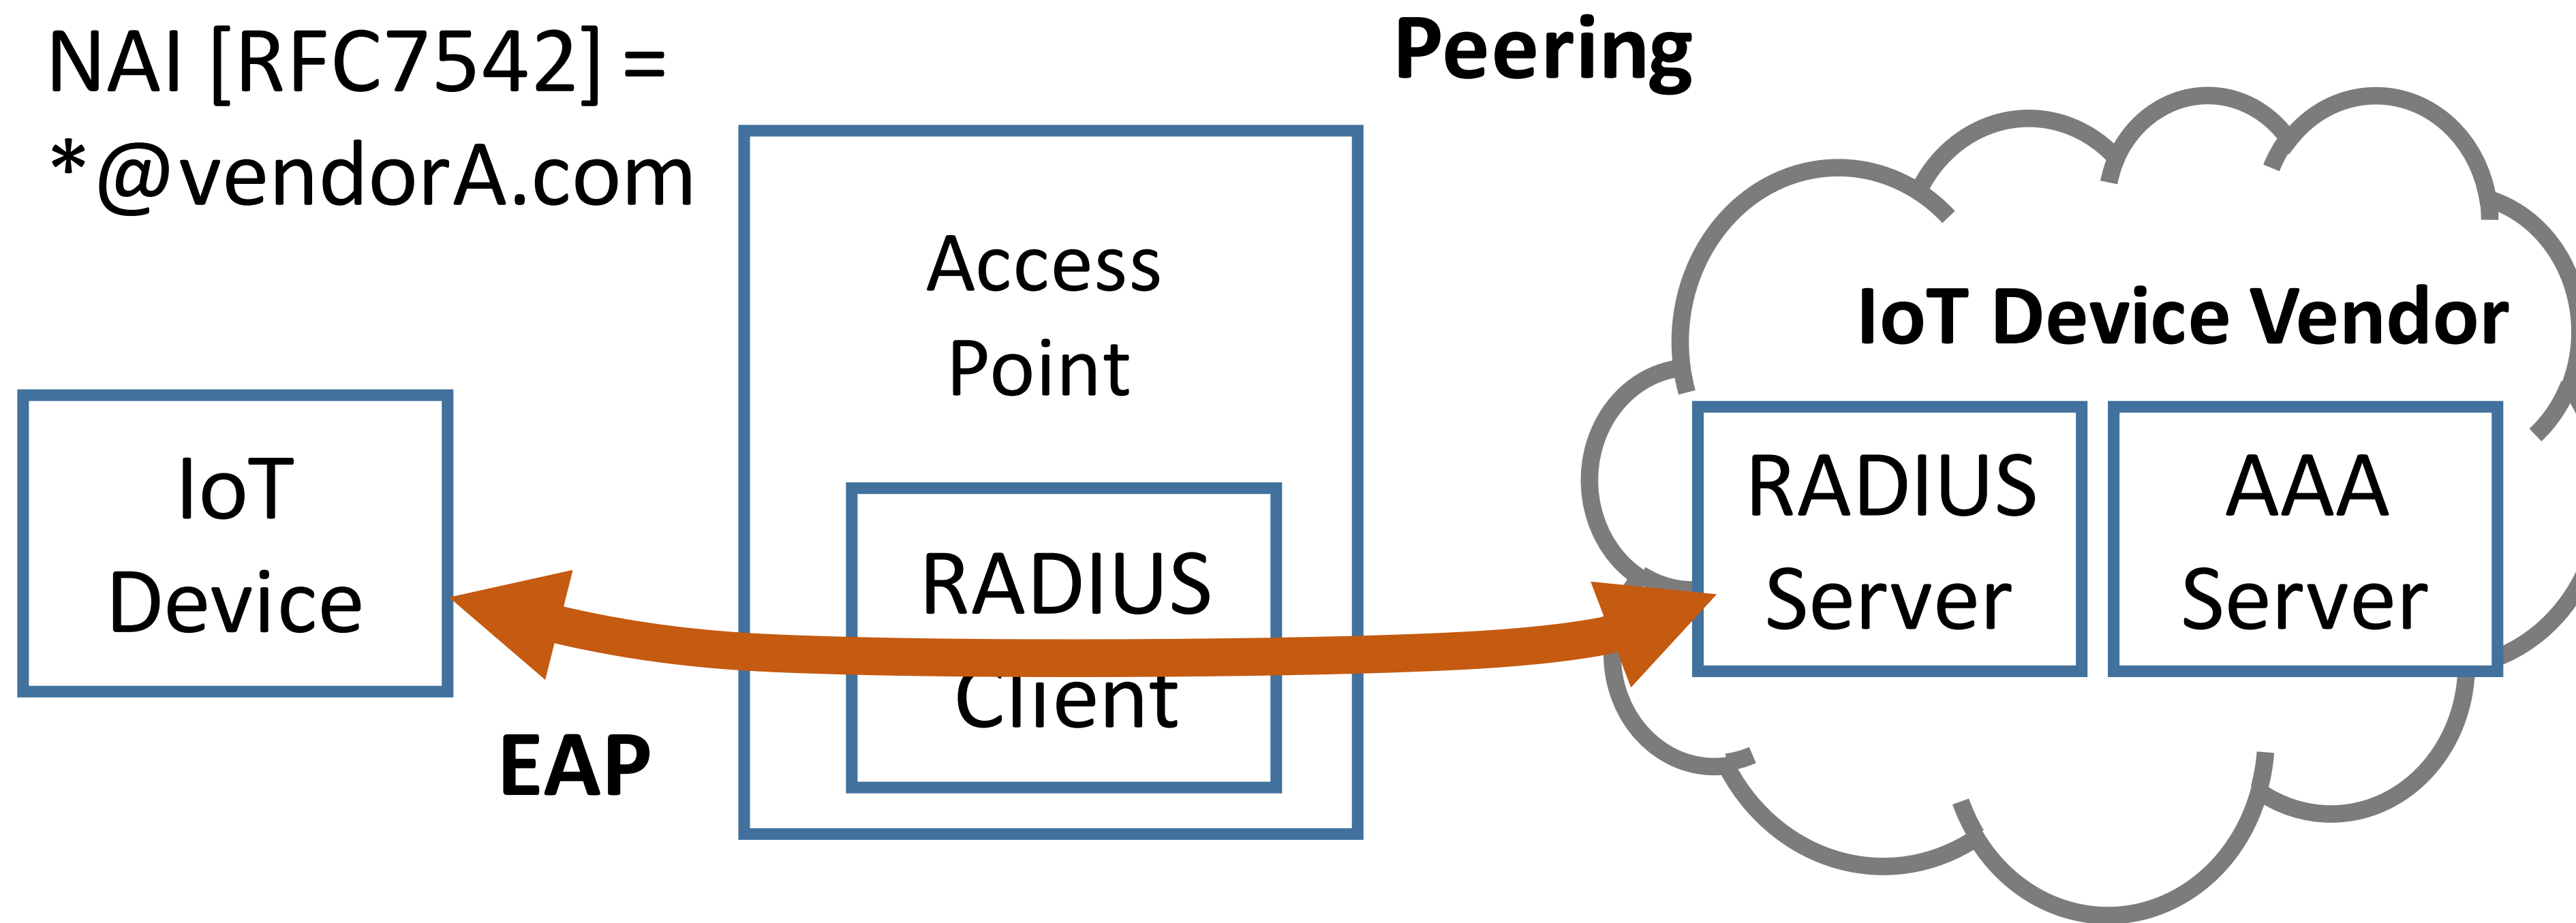 NAI [RFC7542] =
*@vendorA.com
Peering
Access
Point
IoT Device Vendor
IoT
Device
RADIUS
Client
RADIUS
Server
AAA
Server
EAP